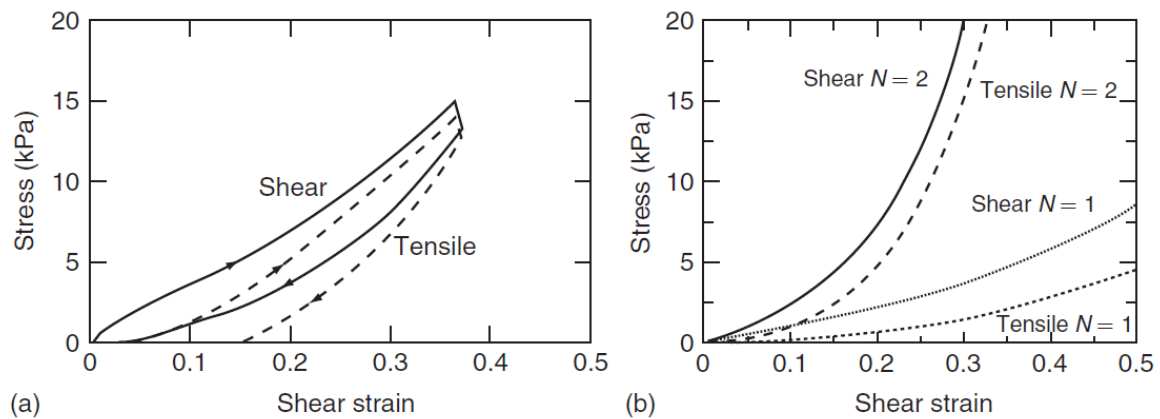 20
15
10
5
0
Stress (kPa)
Shear
Tensile
0
0.1
0.2
0.3
0.4
0.5
(a)
Shear strain
20
15
10
5
0
Stress (kPa)
Shear N = 2
Tensile N = 2
Shear N = 1
Tensile N = 1
0
0.1
0.2
0.3
0.4
0.5
(b)
Shear strain